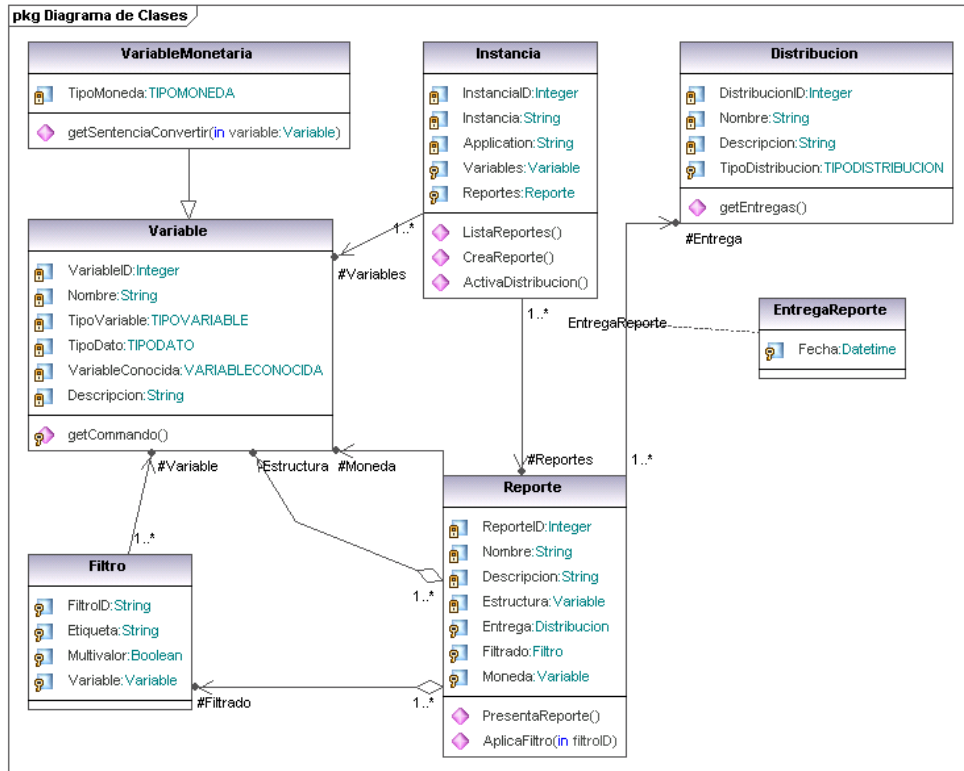 pkg Diagrama de Clases
VariableMonetaria
TipoMoneda:TIPOMONEDA
getSentenciaConvertir(in variable:Variable)
Instancia
InstanciaID:Integer
Instancia:String
Application:String
Variables:Variable
Reportes:Reporte
ListaReportes()
CreaReporte()
ActivaDistribucion()
Distribucion
DistribucionID:Integer
Nombre:String
Descripcion:String
TipoDistribucion:TIPODISTRIBUCION
getEntregas()
1..*
#Variables
#Entrega
Variable
VariableID:Integer
Nombre:String
TipoVariable:TIPOVARIABLE
TipoDato:TIPODATO
VariableConocida:VARIABLECONOCIDA
Descripcion:String
getCommando()
1..*
EntregaReporte
EntregaReporte
Fecha:Datetime
#Variable
-Estructura
#Moneda
#Reportes
1..*
Reporte
ReporteID:Integer
Nombre:String
Descripcion:String
Estructura:Variable
Entrega:Distribucion
Filtrado:Filtro
Moneda:Variable
PresentaReporte()
AplicaFiltro(in filtroID)
1..*
Filtro
FiltroID:String
Etiqueta:String
Multivalor:Boolean
Variable:Variable
1..*
#Filtrado
1..*